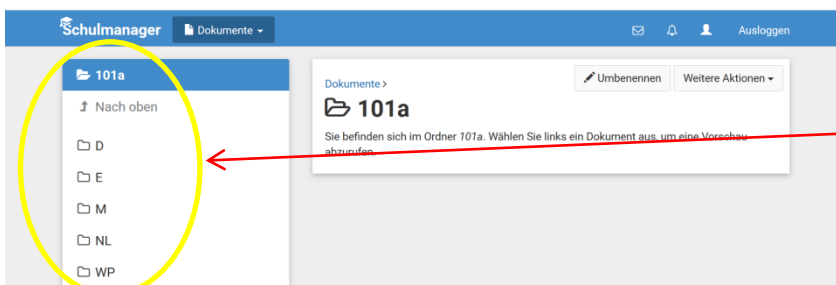 Schulmanager Dokumente Ausloggen
101a
Nach oben
D
E
M
NL
WP
Dokumente >
Umbenennen Weitere Aktionen
101a
Sie befinden sich im Ordner 101a. Wählen Sie links ein Dokument aus, um eine Vorschau
abzurufen.